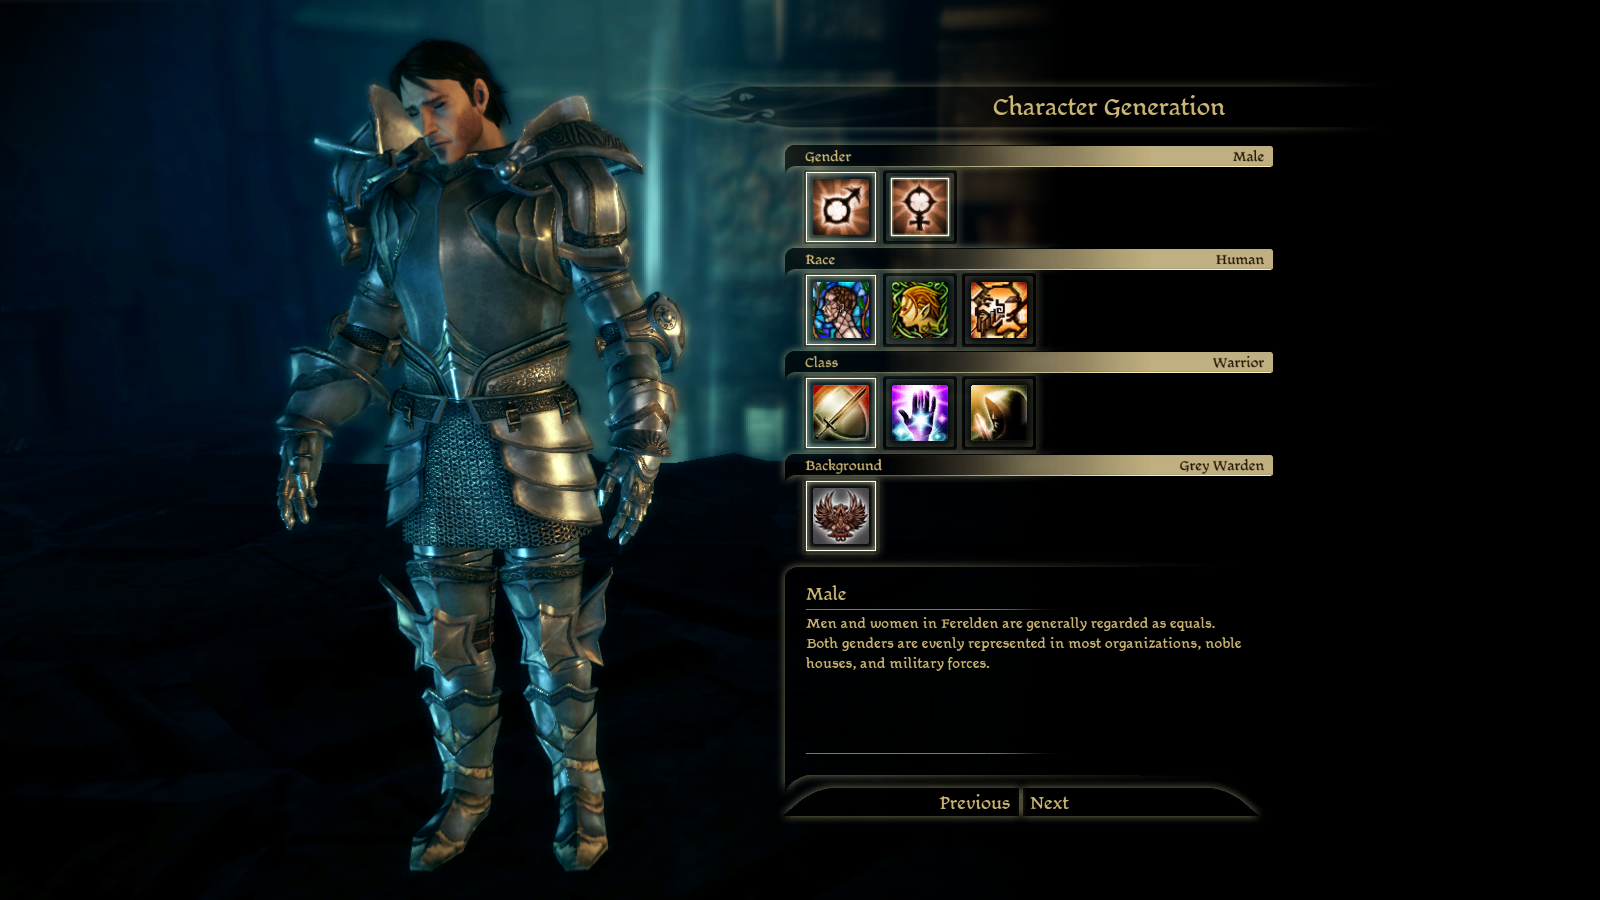 Character Generation
Gender Male
Race Human
Class Warrior
Background Grey Warden
Male
Men and women in Ferelden are generally regarded as equals.
Both genders are evenly represented in most organizations, noble
houses, and military forces.
Previous Next